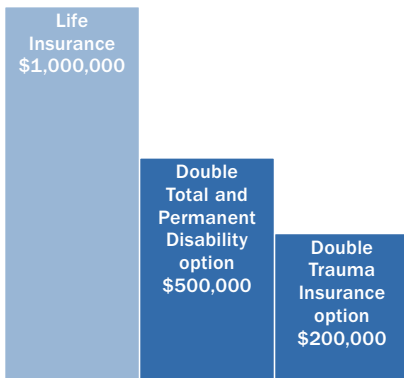 Life
Insurance
$1,000,000
Double
Total and
Permanent
Disability
option
$500,000
Double
Trauma
Insurance
option
$200,000